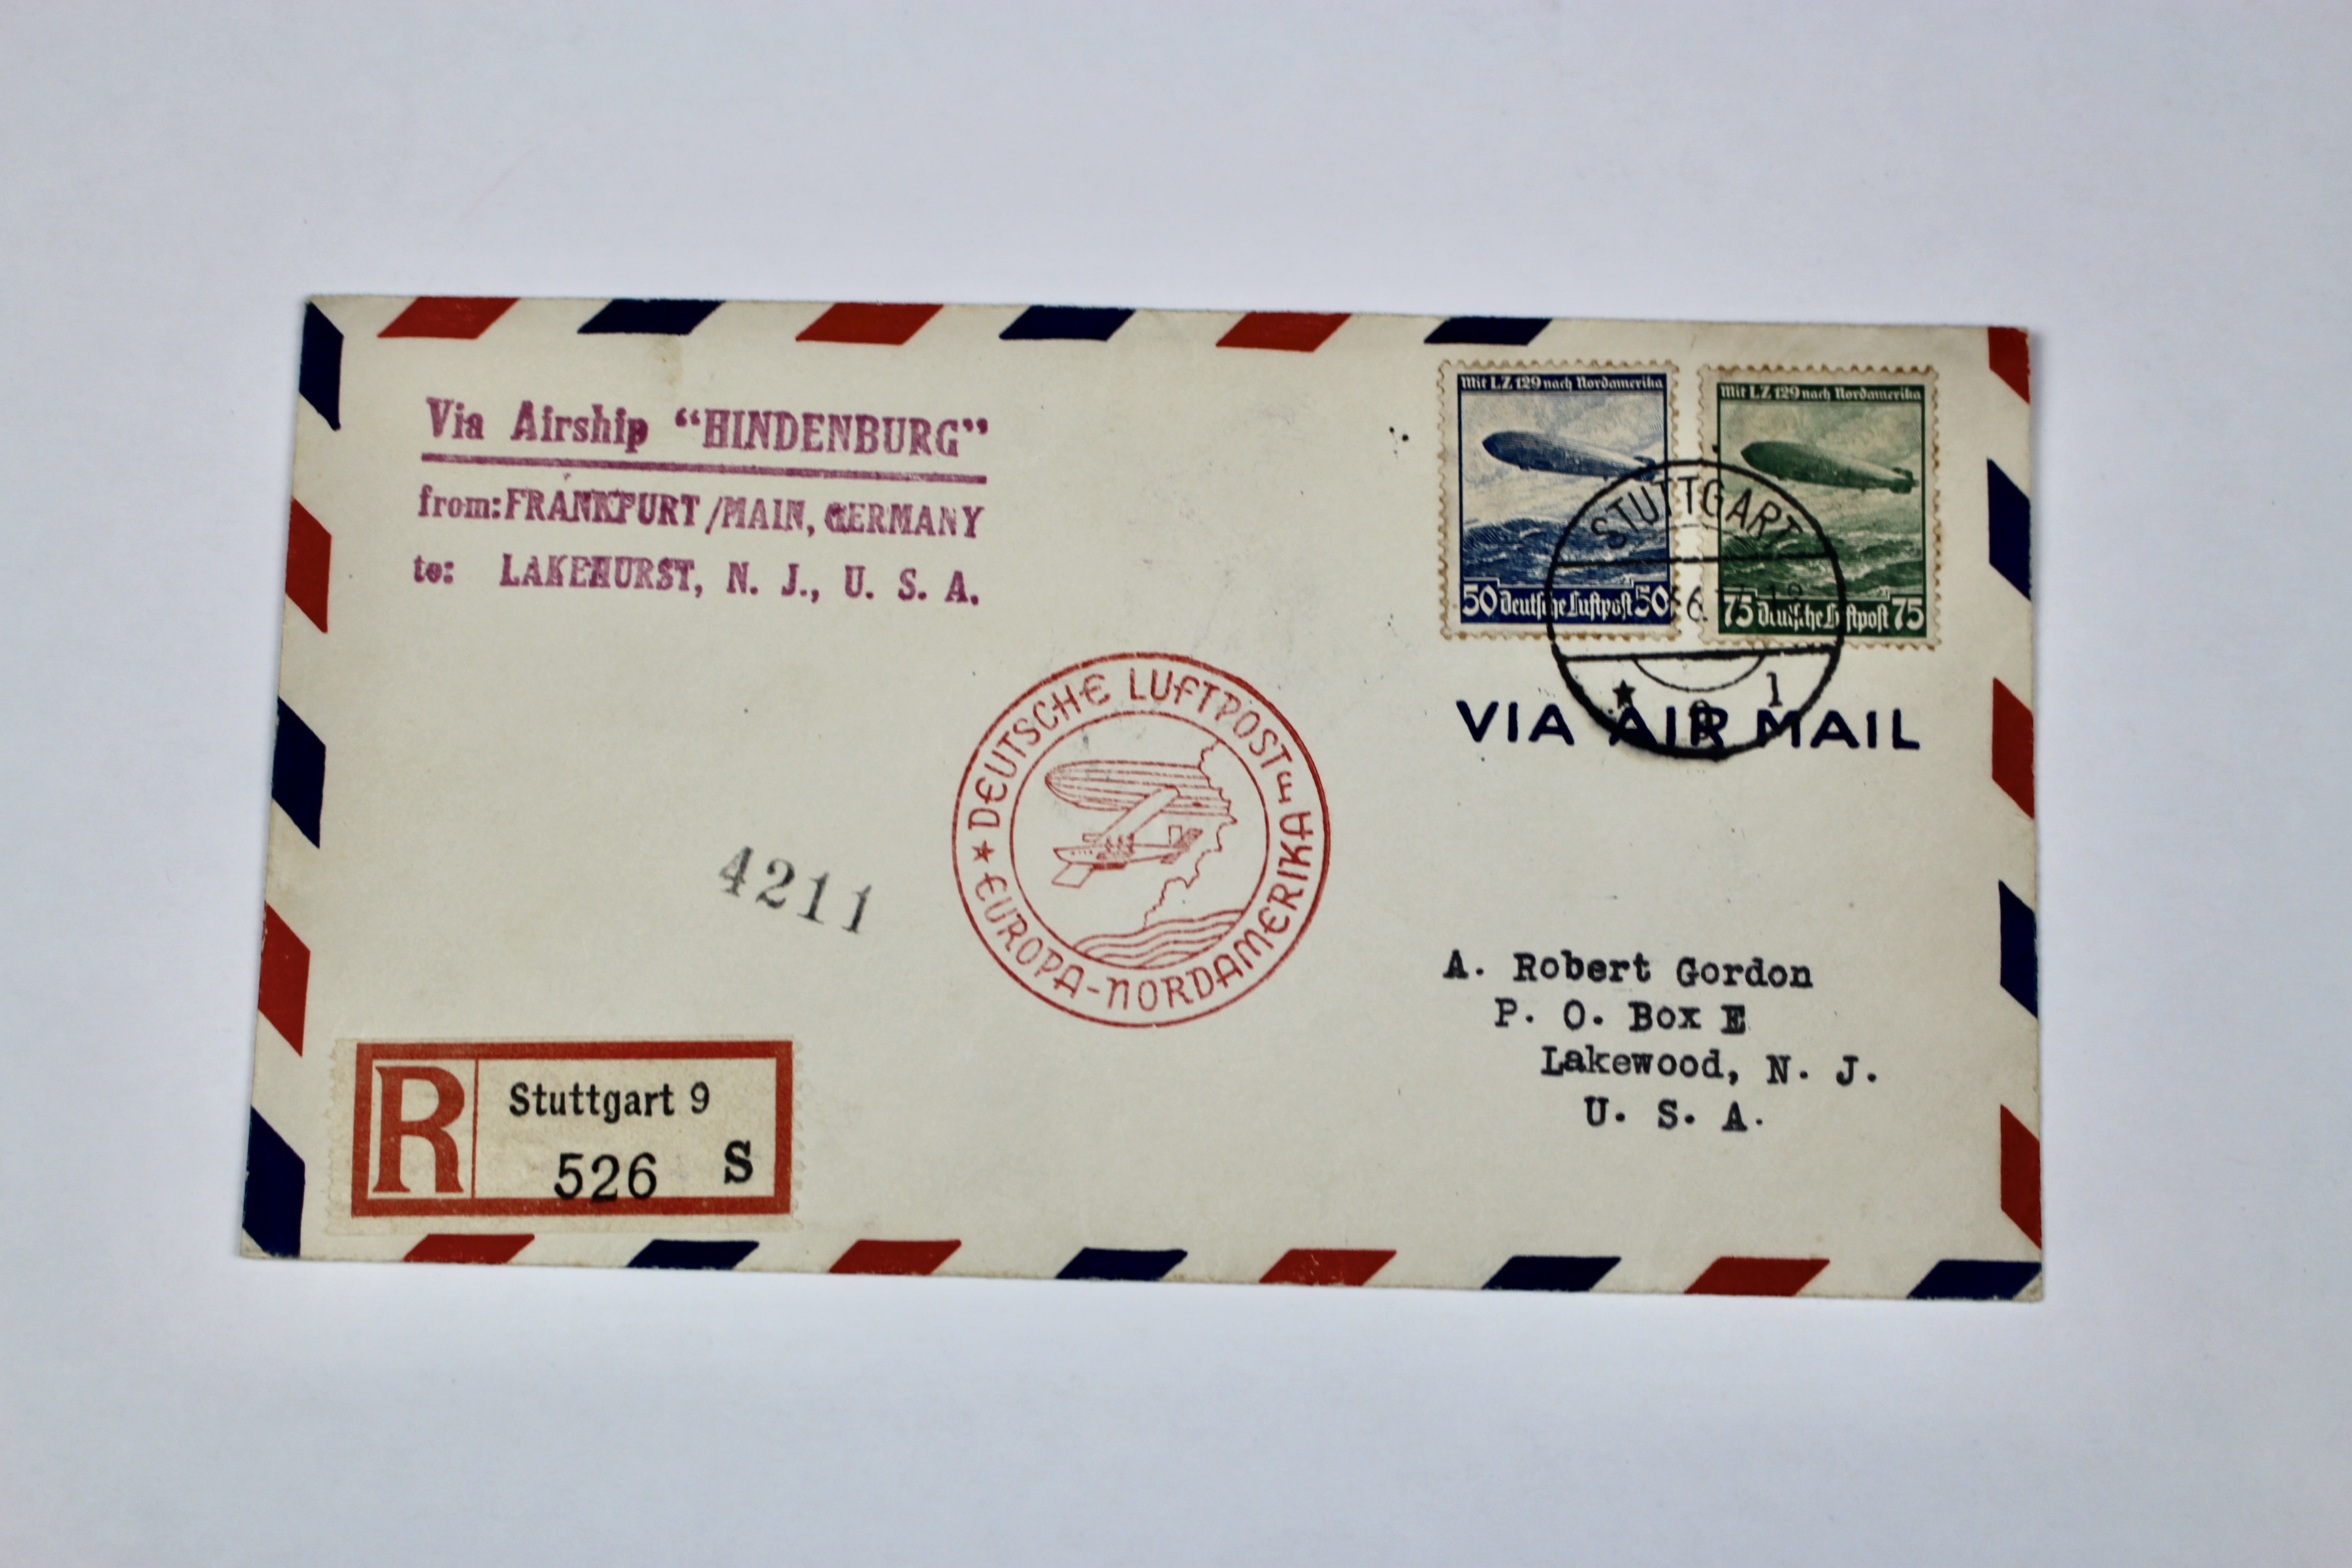 Via Airship “HINDENBURG”
from: FRANKFURT /MAIN, GERMANY
to: LAKEHURST, N. J., U. S. A.
Mit LZ 129 nach Nordamerika
50 Deutsche Luftpost 50
Mit LZ 129 nach Nordamerika
75 Deutsche Luftpost 75
STUTTGART
1
VIA AIR MAIL
DEUTSCHE LUFTPOST
EUROPA-NORDAMERIKA
4211
A. Robert Gordon
P. O. Box E
Lakewood, N. J.
U. S. A.
R
Stuttgart 9
526 S